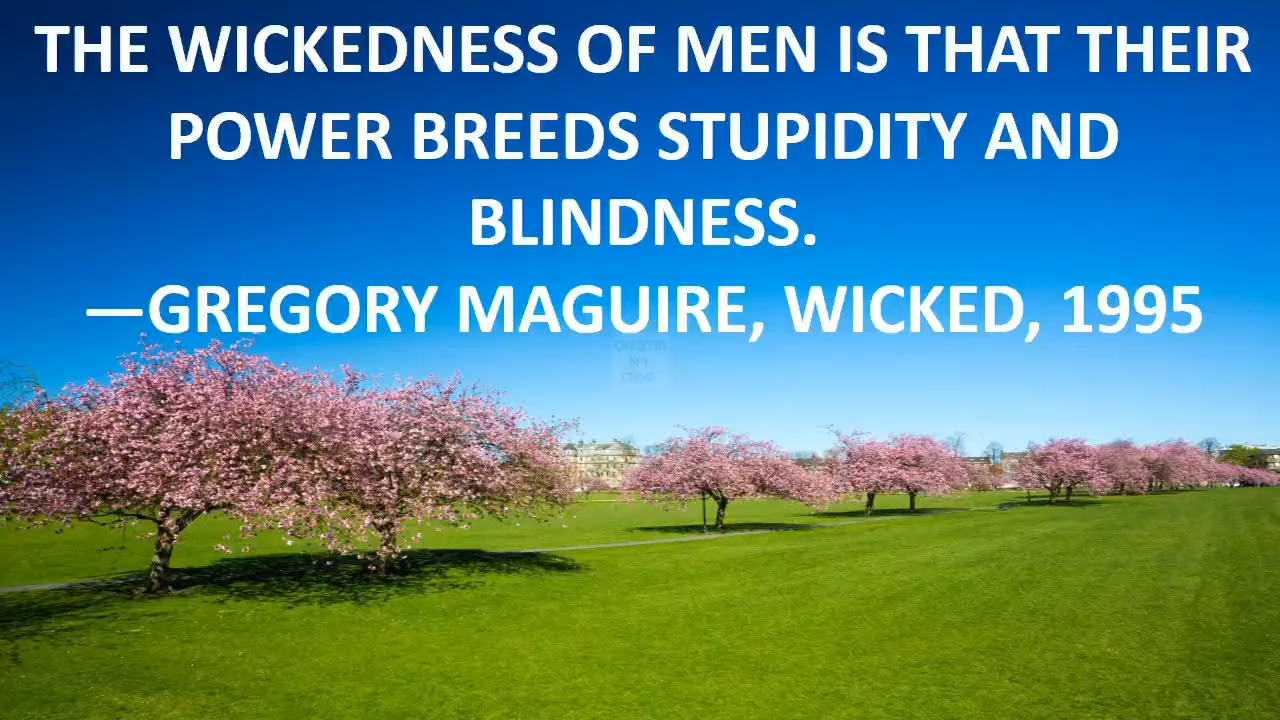 THE WICKEDNESS OF MEN IS THAT THEIR
POWER BREEDS STUPIDITY AND
BLINDNESS.
—GREGORY MAGUIRE, WICKED, 1995